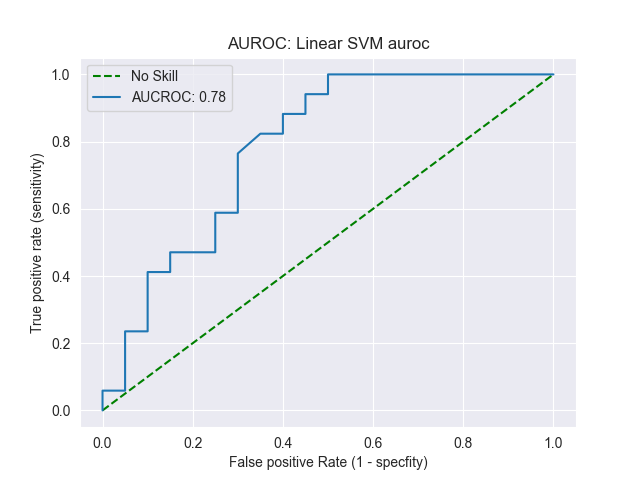 AUROC: Linear SVM auroc
No Skill
AUCROC: 0.78
1.0
0.8
0.6
0.4
0.2
0.0
True positive rate (sensitivity)
0.0 0.2 0.4 0.6 0.8 1.0
False positive Rate (1 - specfity)